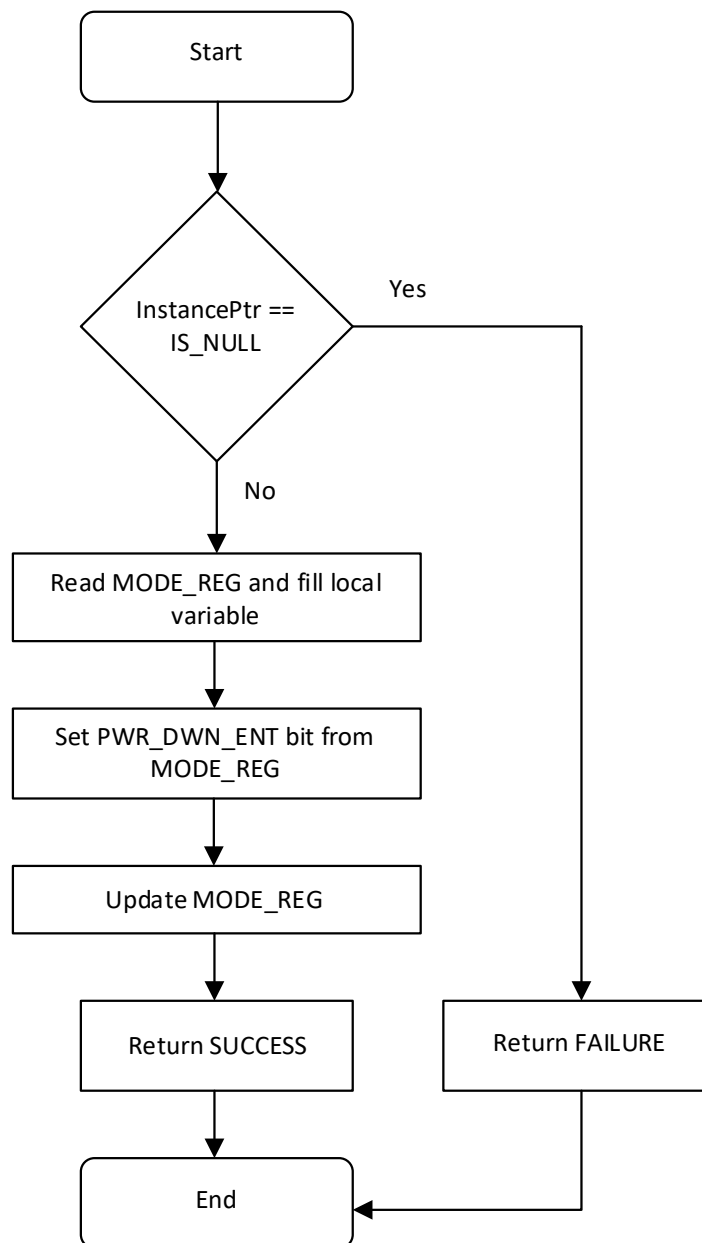 Start
InstancePtr ==
IS_NULL
Yes
No
Read MODE_REG and fill local
variable
Set PWR_DWN_ENT bit from
MODE_REG
Update MODE_REG
Return SUCCESS
Return FAILURE
End